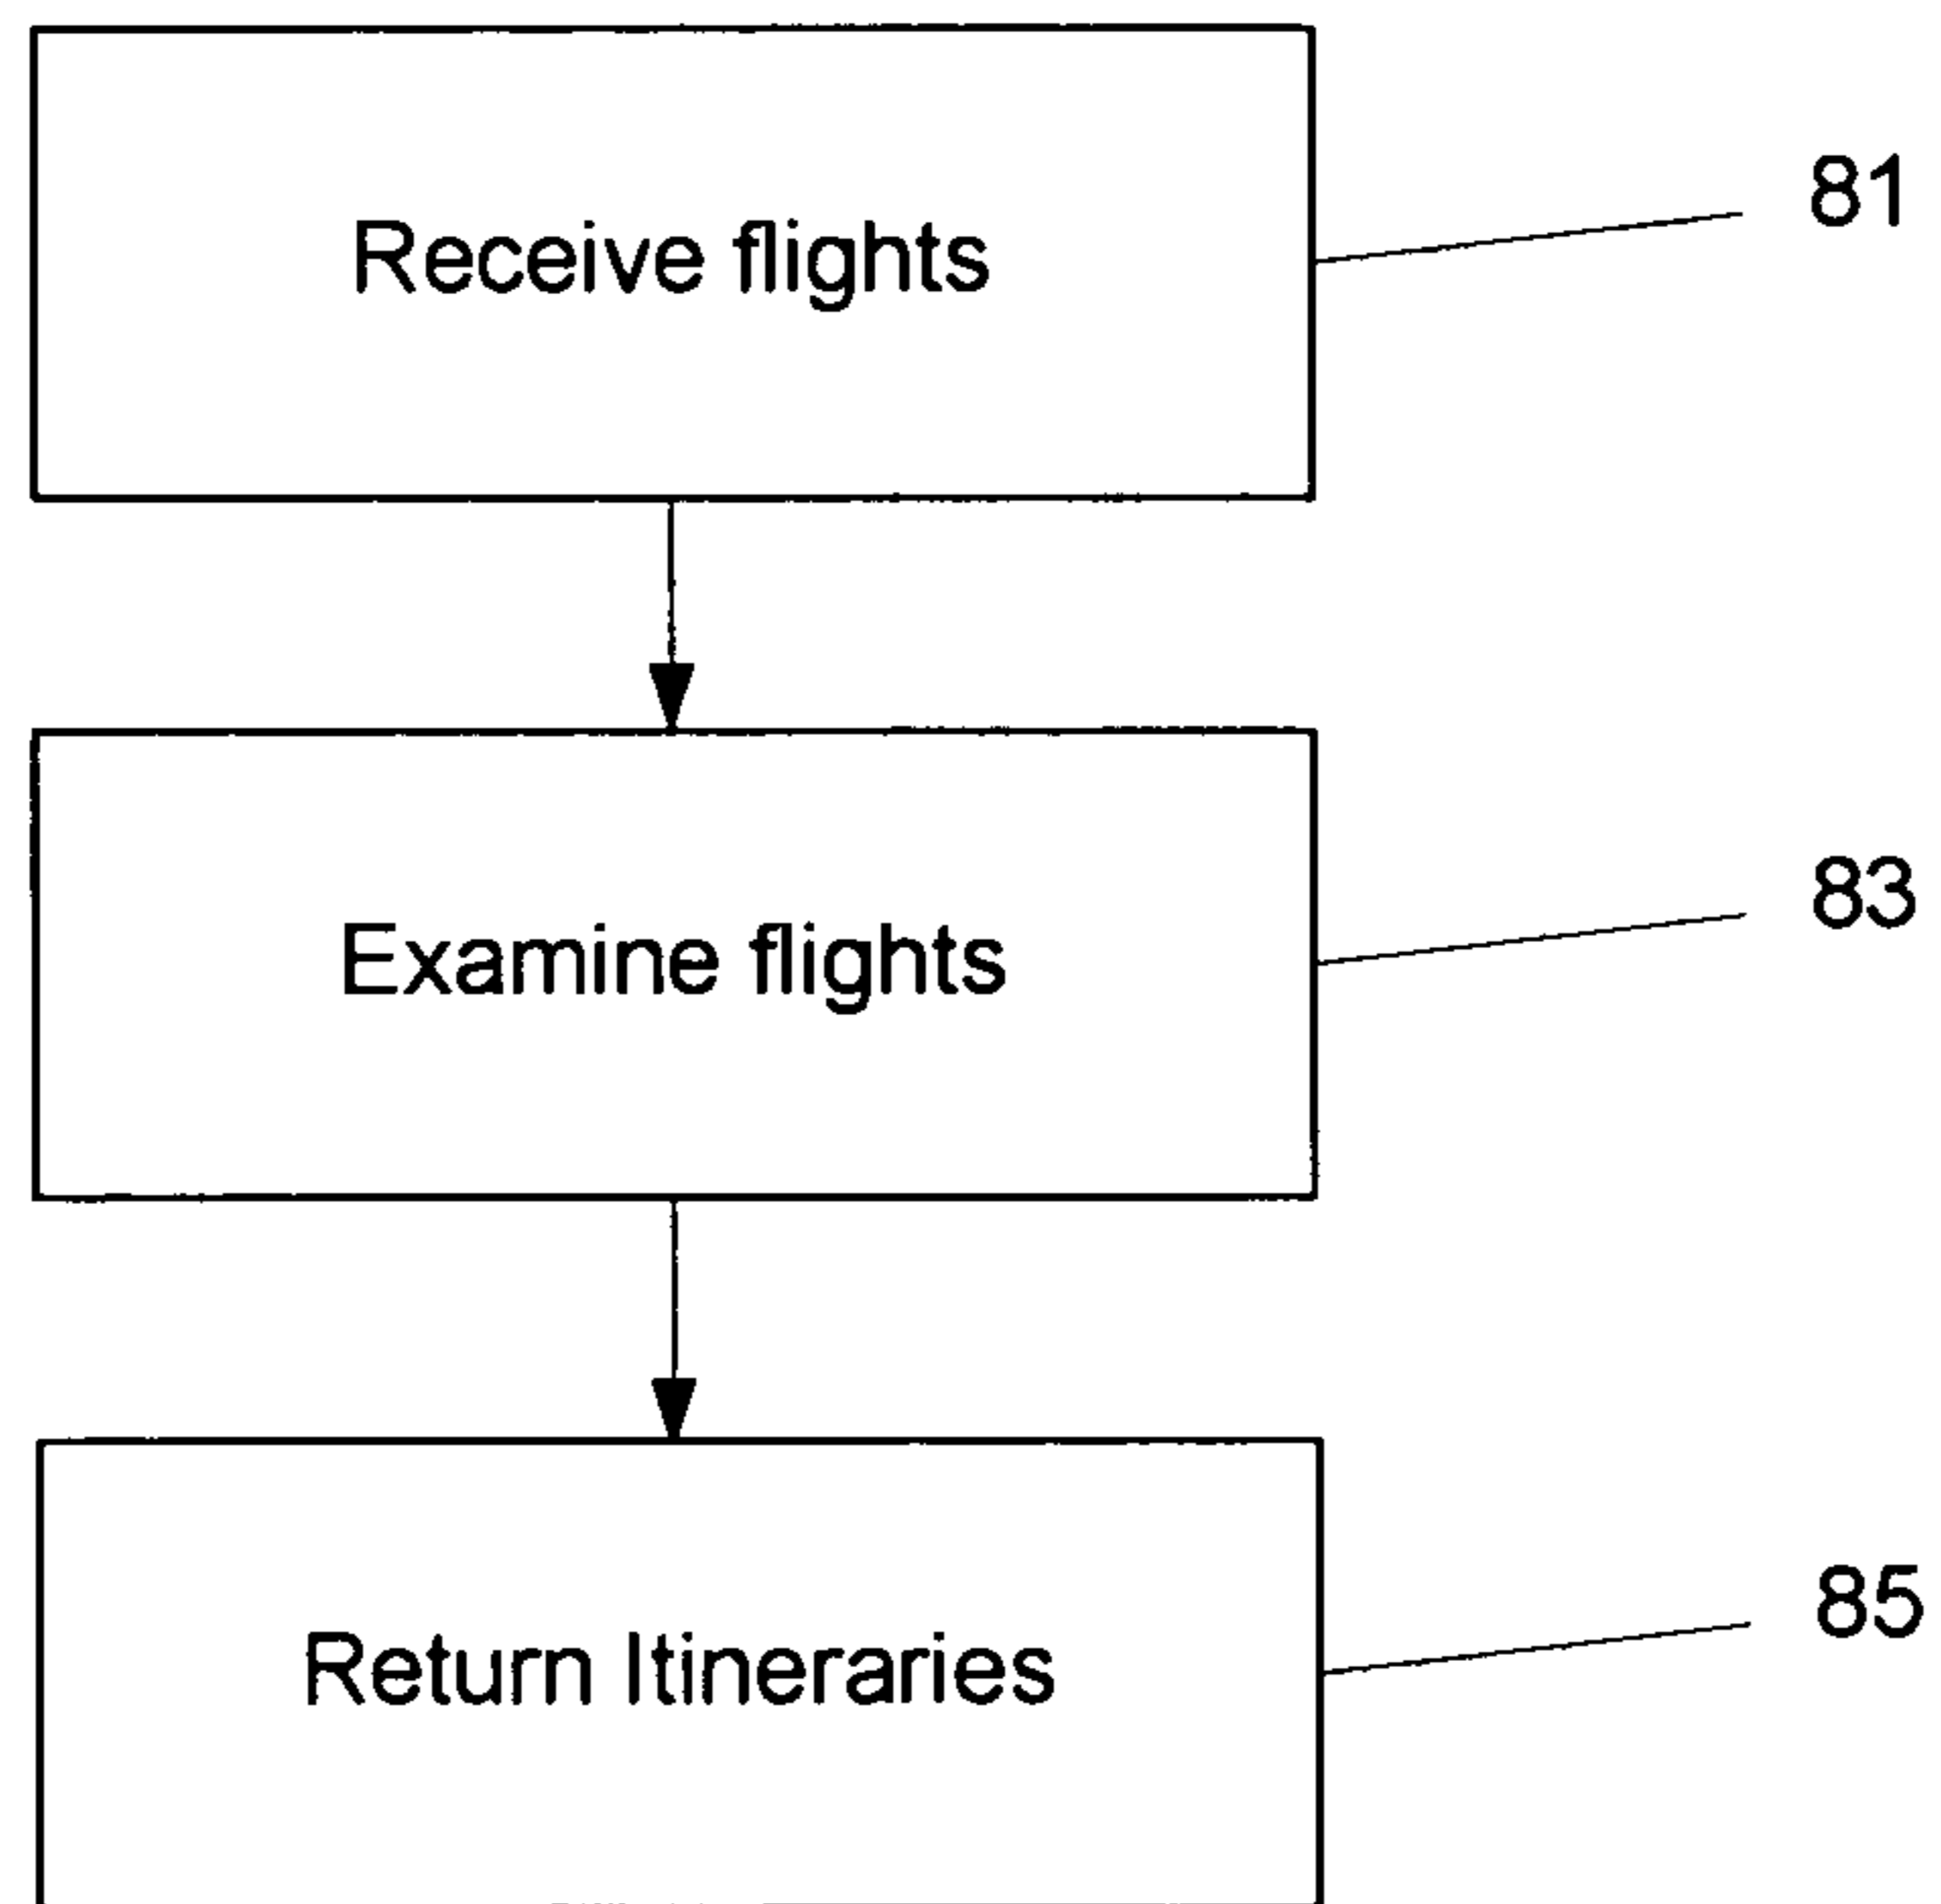 Receive flights
81
Examine flights
83
Return Itineraries
85